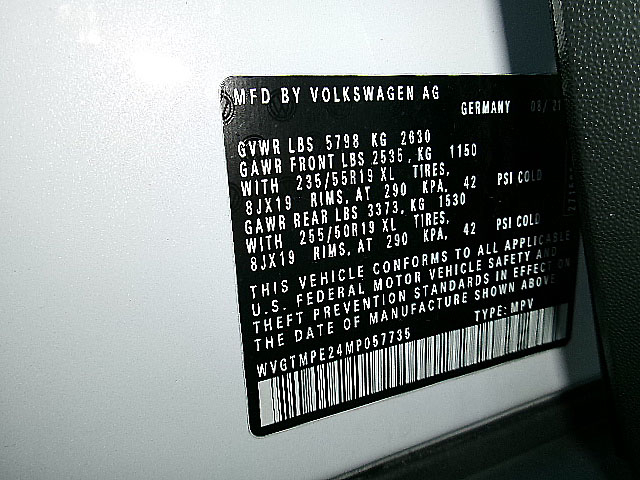 MFD BY VOLKSWAGEN AG
GERMANY 08/21
GVWR LBS 5798 KG 2630
GAWR FRONT LBS 2535, KG 1150
WITH 235/55R19 XL TIRES,
8JX19 RIMS, AT 290 KPA, 42 PSI COLD
GAWR REAR LBS 3373, KG 1530
WITH 255/50R19 XL TIRES,
8JX19 RIMS, AT 290 KPA, 42 PSI COLD
THIS VEHICLE CONFORMS TO ALL APPLICABLE
U.S. FEDERAL MOTOR VEHICLE SAFETY AND
THEFT PREVENTION STANDARDS IN EFFECT ON
THE DATE OF MANUFACTURE SHOWN ABOVE
WVGTMPE24MP057735 TYPE: MPV